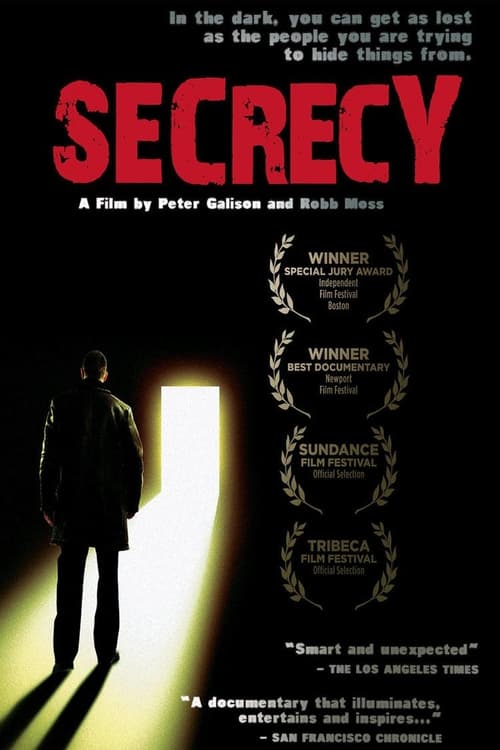 In the dark, you can get as lost
as the people you are trying
to hide things from.
SECRECY
A Film by Peter Galison and Robb Moss
WINNER
SPECIAL JURY AWARD
Independent
Film Festival
Boston
WINNER
BEST DOCUMENTARY
Newport
Film Festival
SUNDANCE
FILM FESTIVAL
Official Selection
TRIBECA
FILM FESTIVAL
Official Selection
"Smart and unexpected"
– THE LOS ANGELES TIMES
"A documentary that illuminates,
entertains and inspires..."
– SAN FRANCISCO CHRONICLE